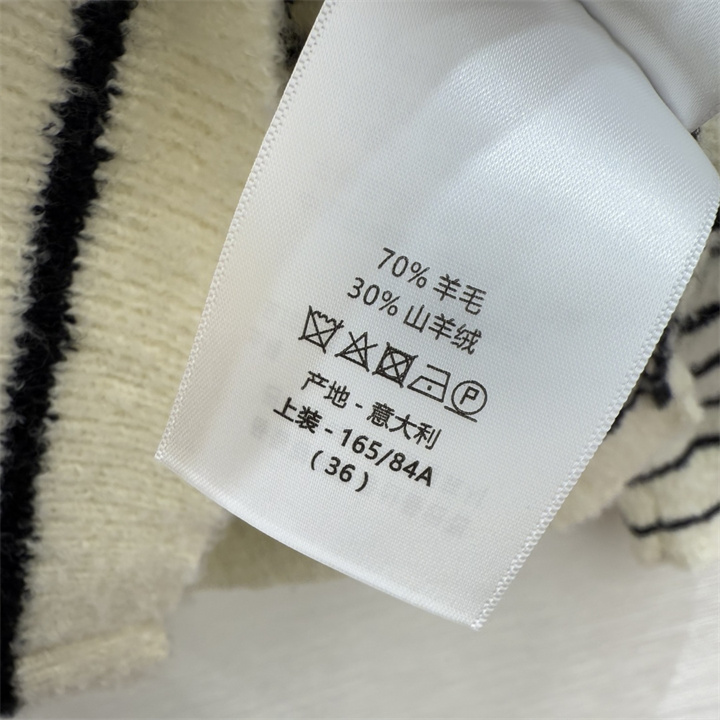 70% 羊毛
30% 山羊绒
P
产地 - 意大利
上装 - 165/84A
(36)